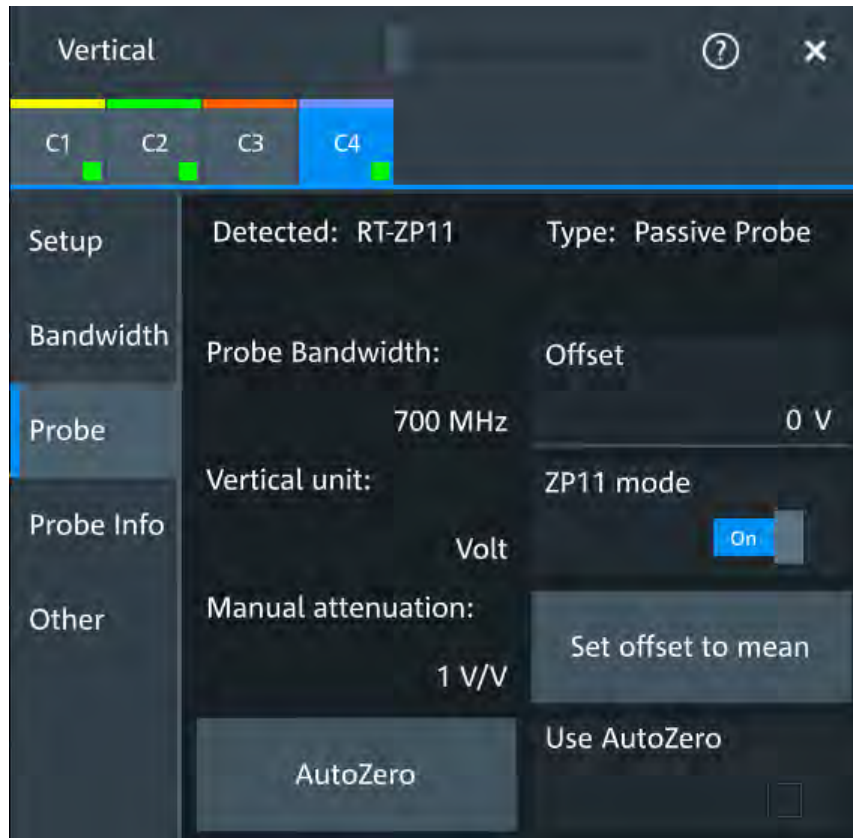 Vertical
?
×
C1 C2 C3 C4
Setup
Bandwidth
Probe
Probe Info
Other
Detected: RT-ZP11
Type: Passive Probe
Probe Bandwidth:
700 MHz
Offset
0 V
Vertical unit:
Volt
ZP11 mode
On
Manual attenuation:
1 V/V
Set offset to mean
AutoZero
Use AutoZero